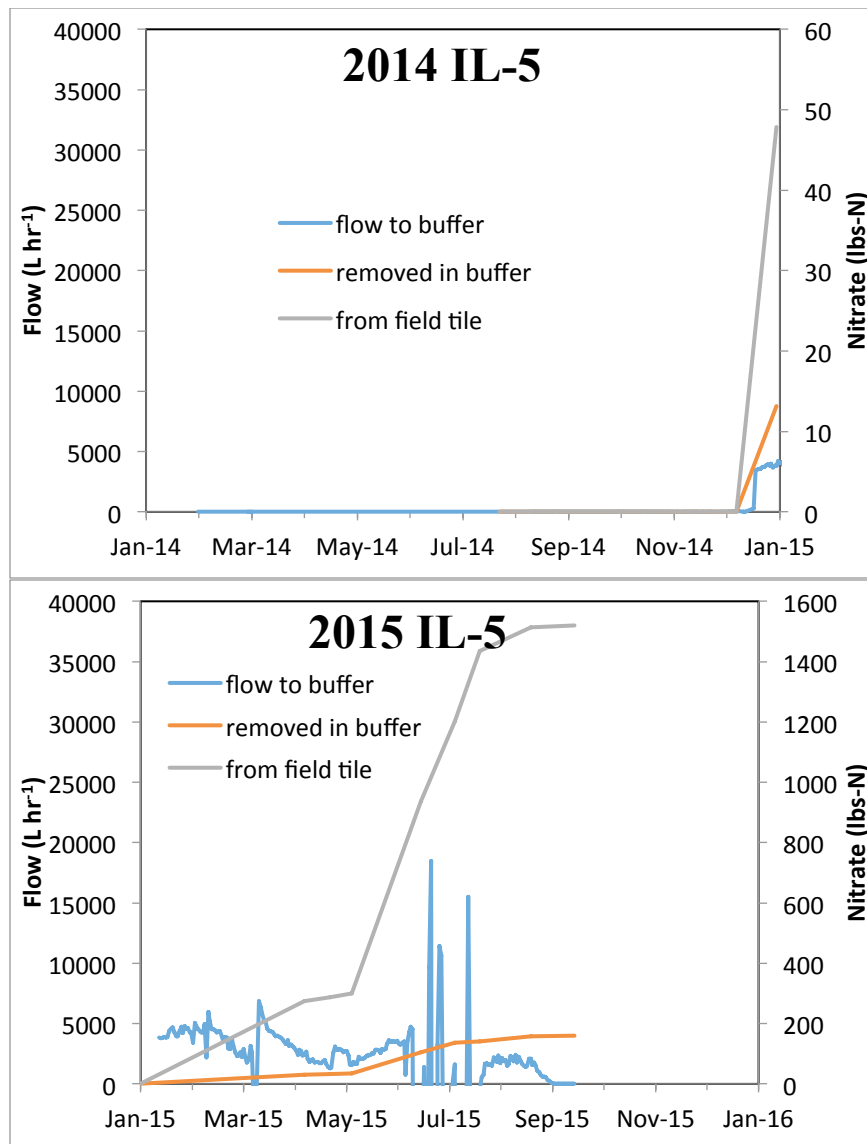 2014 IL-5
40000
35000
30000
25000
20000
15000
10000
5000
0
Flow (L hr⁻¹)
flow to buffer
removed in buffer
from field tile
60
50
40
30
20
10
0
Nitrate (lbs-N)
Jan-14 Mar-14 May-14 Jul-14 Sep-14 Nov-14 Jan-15
2015 IL-5
40000
35000
30000
25000
20000
15000
10000
5000
0
Flow (L hr⁻¹)
flow to buffer
removed in buffer
from field tile
1600
1400
1200
1000
800
600
400
200
0
Nitrate (lbs-N)
Jan-15 Mar-15 May-15 Jul-15 Sep-15 Nov-15 Jan-16